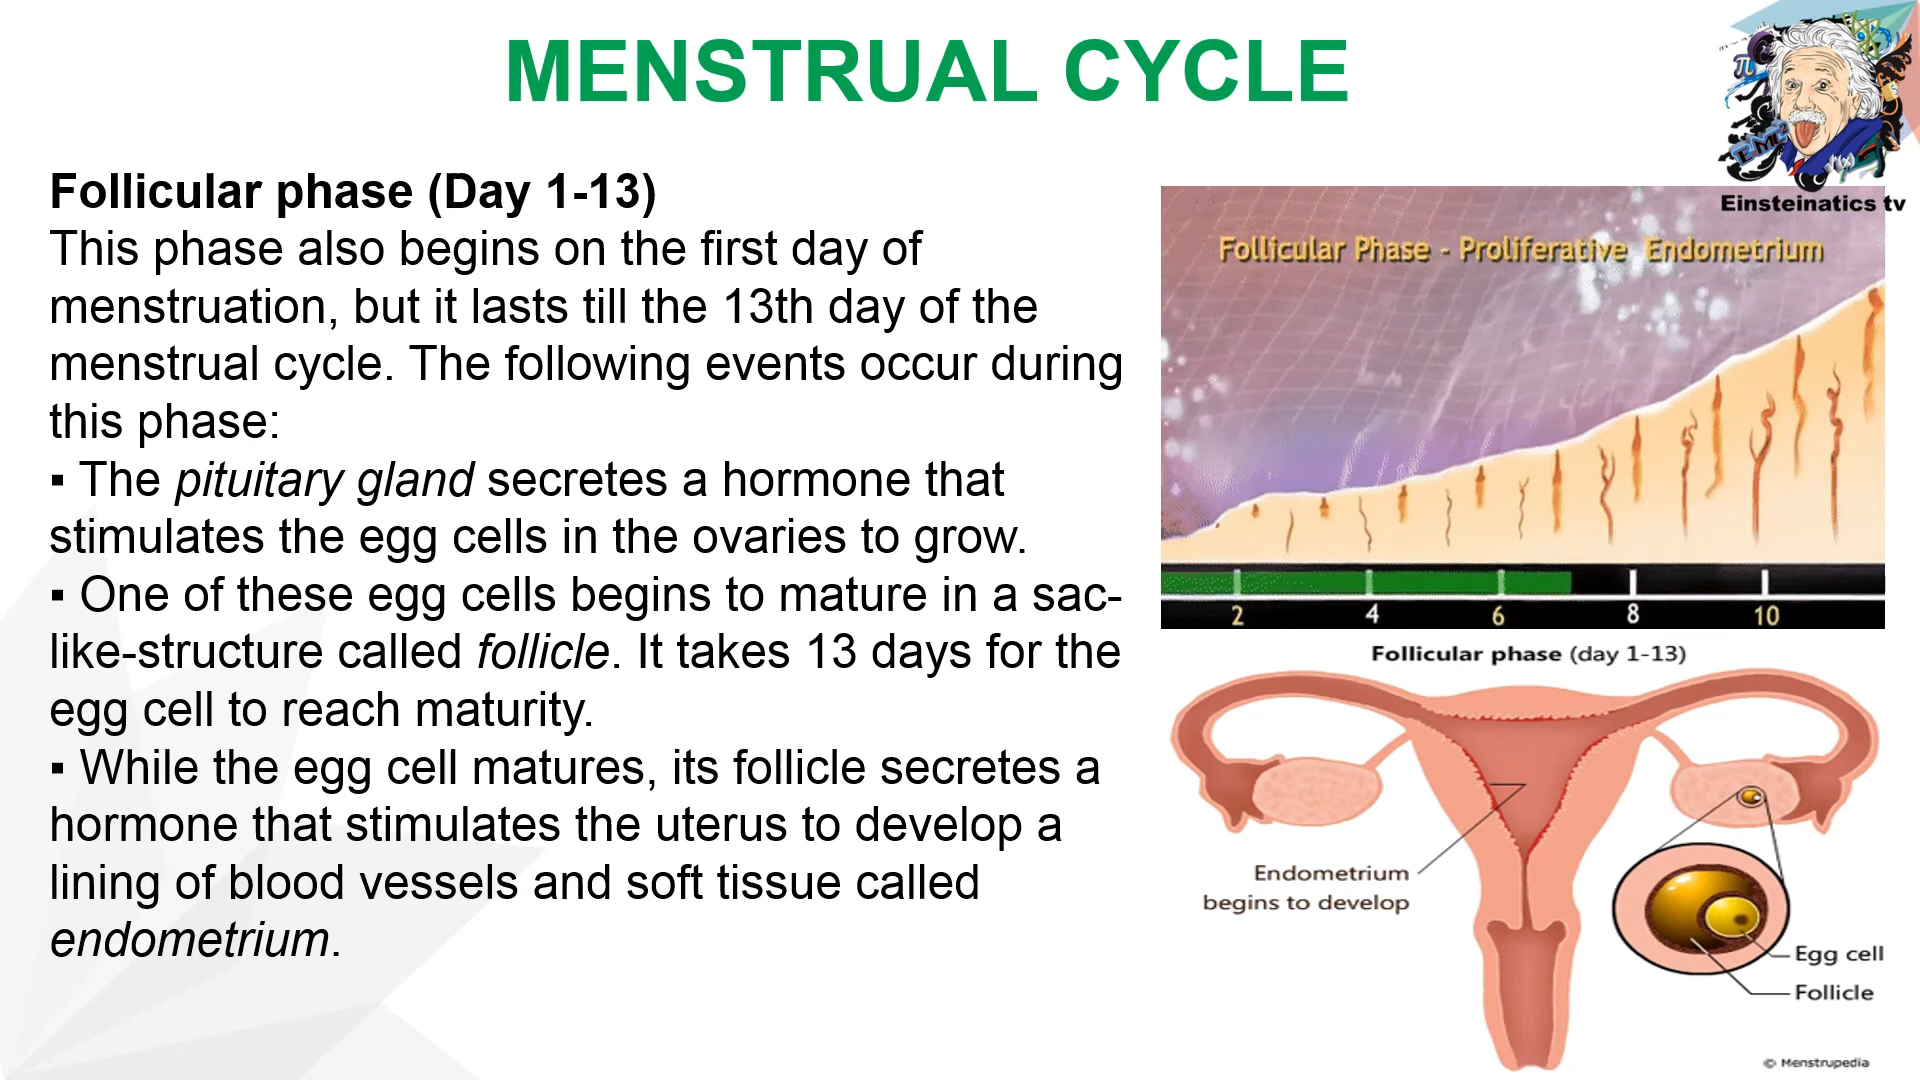 MENSTRUAL CYCLE
Einsteinatics tv
Follicular phase (Day 1-13)
This phase also begins on the first day of
menstruation, but it lasts till the 13th day of the
menstrual cycle. The following events occur during
this phase:
▪ The pituitary gland secretes a hormone that
stimulates the egg cells in the ovaries to grow.
▪ One of these egg cells begins to mature in a sac-
like-structure called follicle. It takes 13 days for the
egg cell to reach maturity.
▪ While the egg cell matures, its follicle secretes a
hormone that stimulates the uterus to develop a
lining of blood vessels and soft tissue called
endometrium.
Follicular Phase - Proliferative Endometrium
2 4 6 8 10
Follicular phase (day 1-13)
Endometrium
begins to develop
Egg cell
Follicle
© Menstrupedia